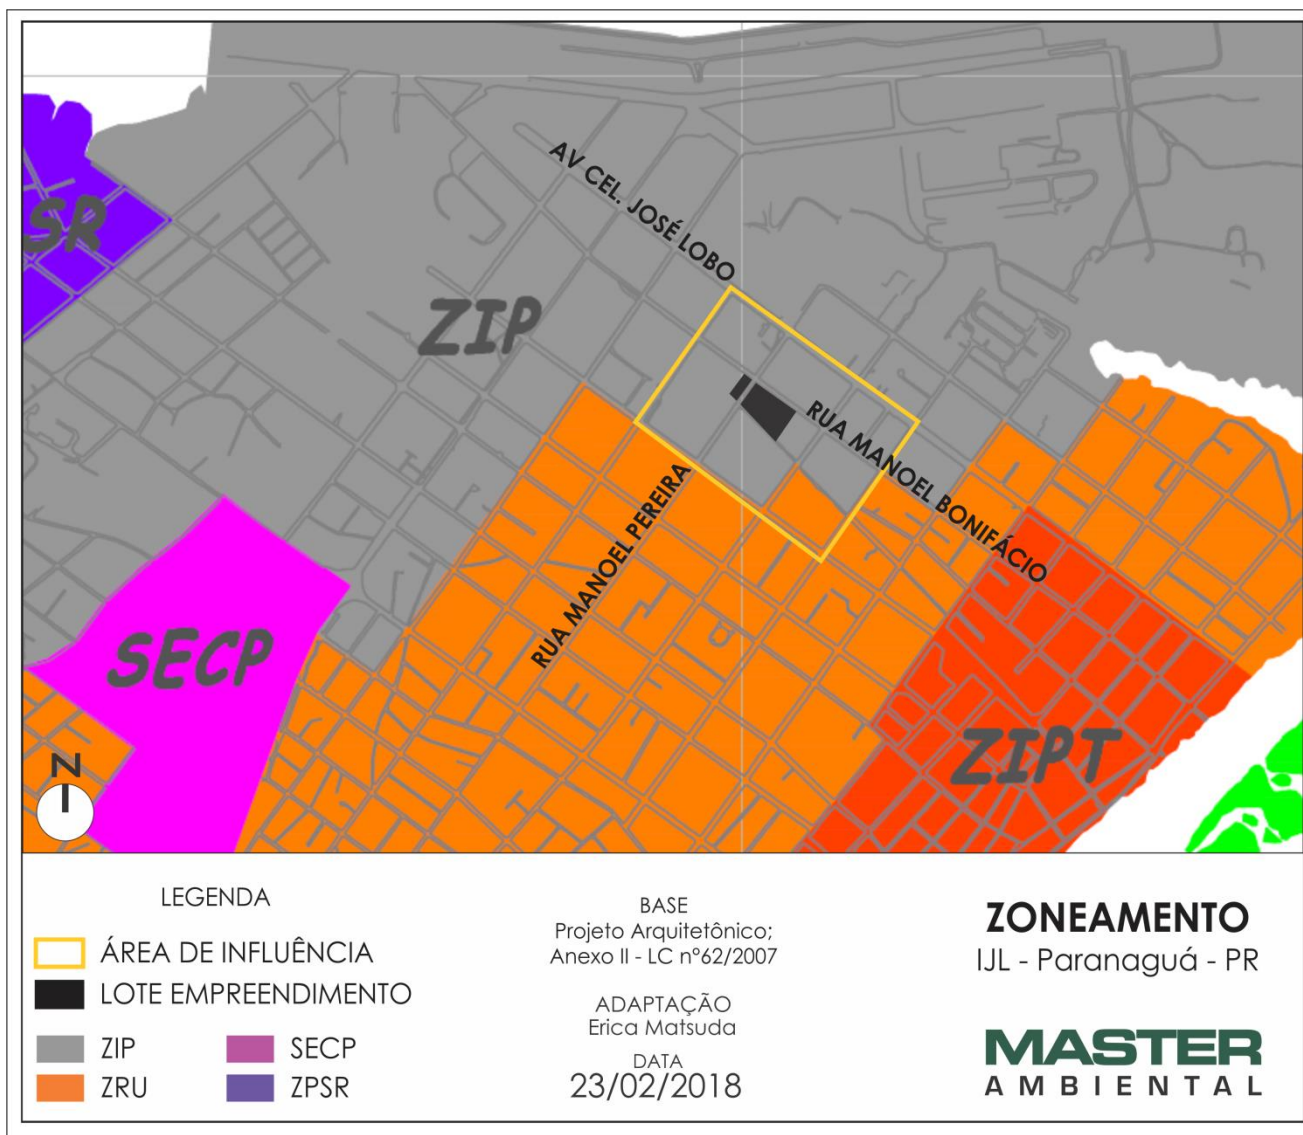 AV CEL. JOSÉ LOBO
SR
ZIP
RUA MANOEL BONIFÁCIO
RUA MANOEL PEREIRA
SECP
ZIPT
N
LEGENDA
ÁREA DE INFLUÊNCIA
LOTE EMPREENDIMENTO
ZIP
SECP
ZRU
ZPSR
BASE
Projeto Arquitetônico;
Anexo II - LC nº62/2007
ADAPTAÇÃO
Erica Matsuda
DATA
23/02/2018
ZONEAMENTO
IJL - Paranaguá - PR
MASTER
AMBIENTAL